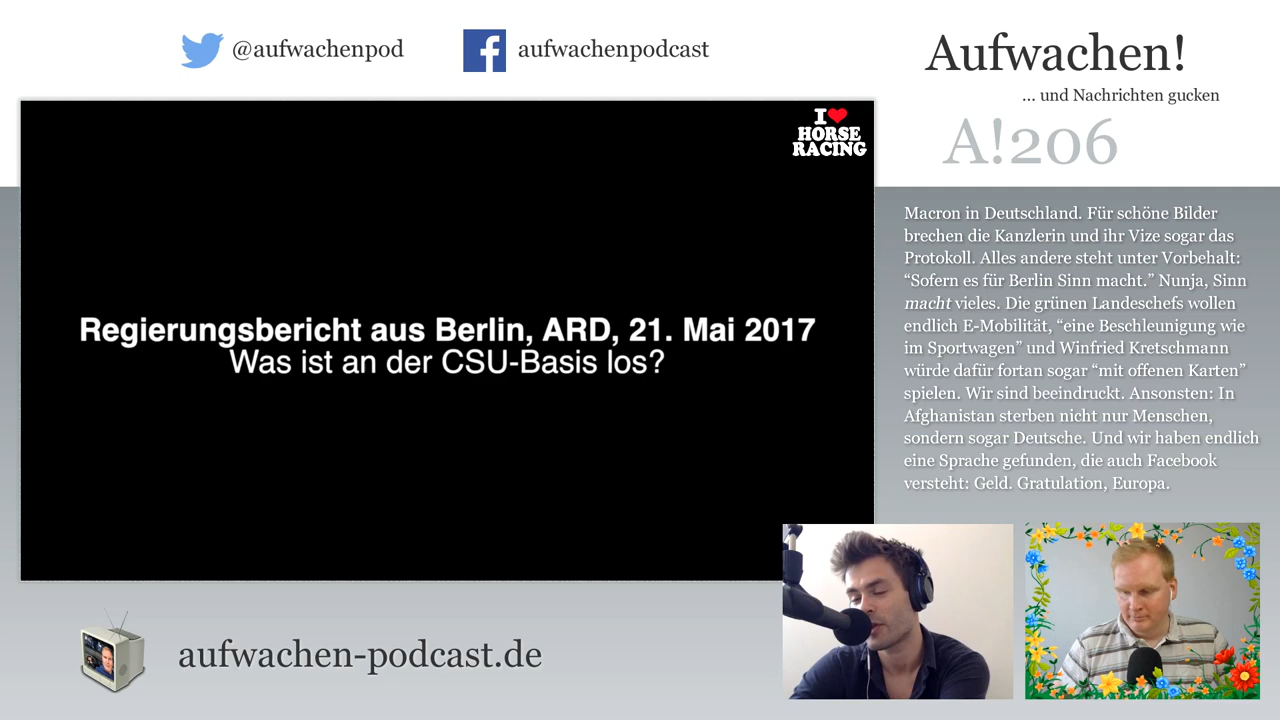 @aufwachenpod
aufwachenpodcast
Aufwachen!
... und Nachrichten gucken
A!206
I
HORSE
RACING
Regierungsbericht aus Berlin, ARD, 21. Mai 2017
Was ist an der CSU-Basis los?
Macron in Deutschland. Für schöne Bilder
brechen die Kanzlerin und ihr Vize sogar das
Protokoll. Alles andere steht unter Vorbehalt:
“Sofern es für Berlin Sinn macht.” Nunja, Sinn
macht vieles. Die grünen Landeschefs wollen
endlich E-Mobilität, “eine Beschleunigung wie
im Sportwagen” und Winfried Kretschmann
würde dafür fortan sogar “mit offenen Karten”
spielen. Wir sind beeindruckt. Ansonsten: In
Afghanistan sterben nicht nur Menschen,
sondern sogar Deutsche. Und wir haben endlich
eine Sprache gefunden, die auch Facebook
versteht: Geld. Gratulation, Europa.
aufwachen-podcast.de